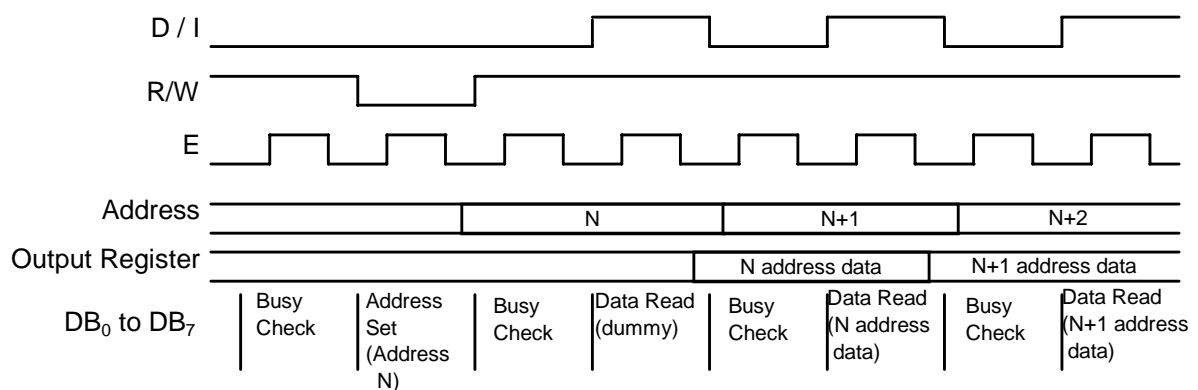 D / I
R/W
E
Address N N+1 N+2
Output Register N address data N+1 address data
DB₀ to DB₇
Busy
Check
Address
Set
(Address
N)
Busy
Check
Data Read
(dummy)
Busy
Check
Data Read
(N address
data)
Busy
Check
Data Read
(N+1 address
data)